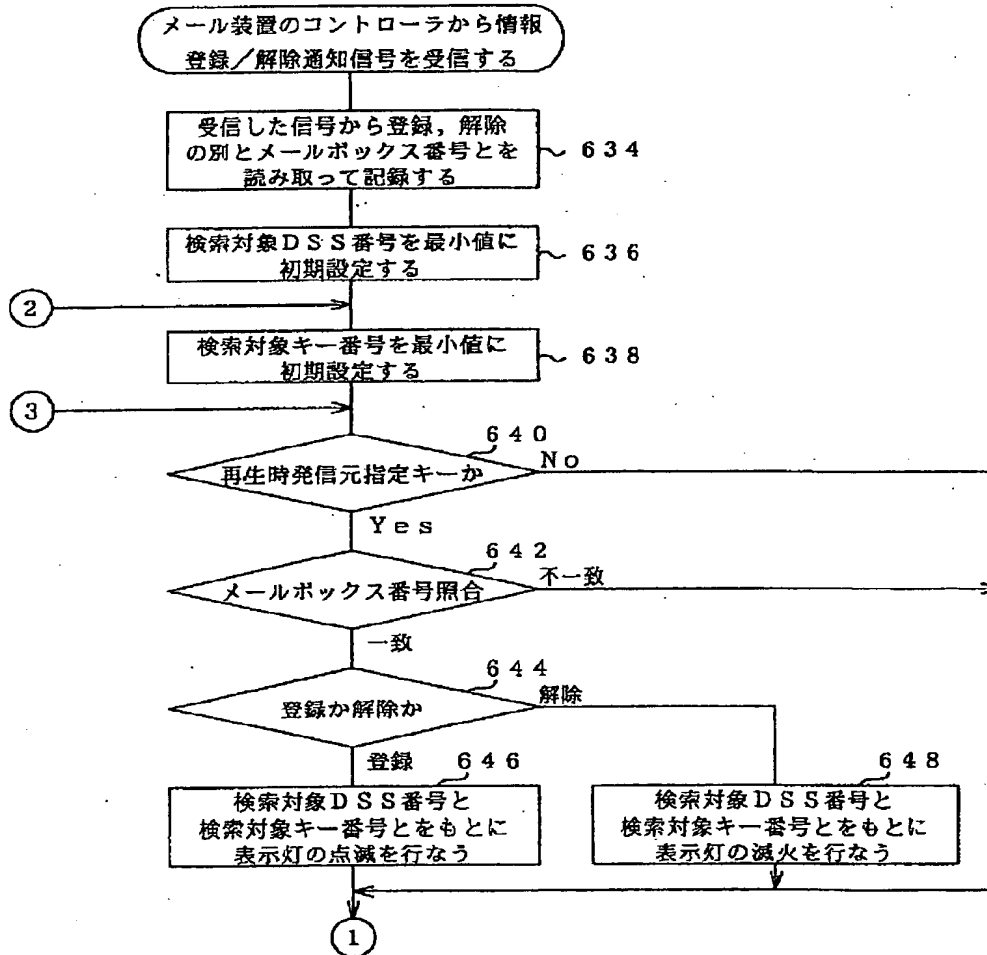 メール装置のコントローラから情報
登録／解除通知信号を受信する
受信した信号から登録，解除
の別とメールボックス番号とを
読み取って記録する
634
検索対象DSS番号を最小値に
初期設定する
636
2
検索対象キー番号を最小値に
初期設定する
638
3
640
再生時発信元指定キーか
No
Yes
642
メールボックス番号照合
不一致
一致
644
登録か解除か
解除
登録
646
648
検索対象DSS番号と
検索対象キー番号とをもとに
表示灯の点滅を行なう
検索対象DSS番号と
検索対象キー番号とをもとに
表示灯の滅火を行なう
1